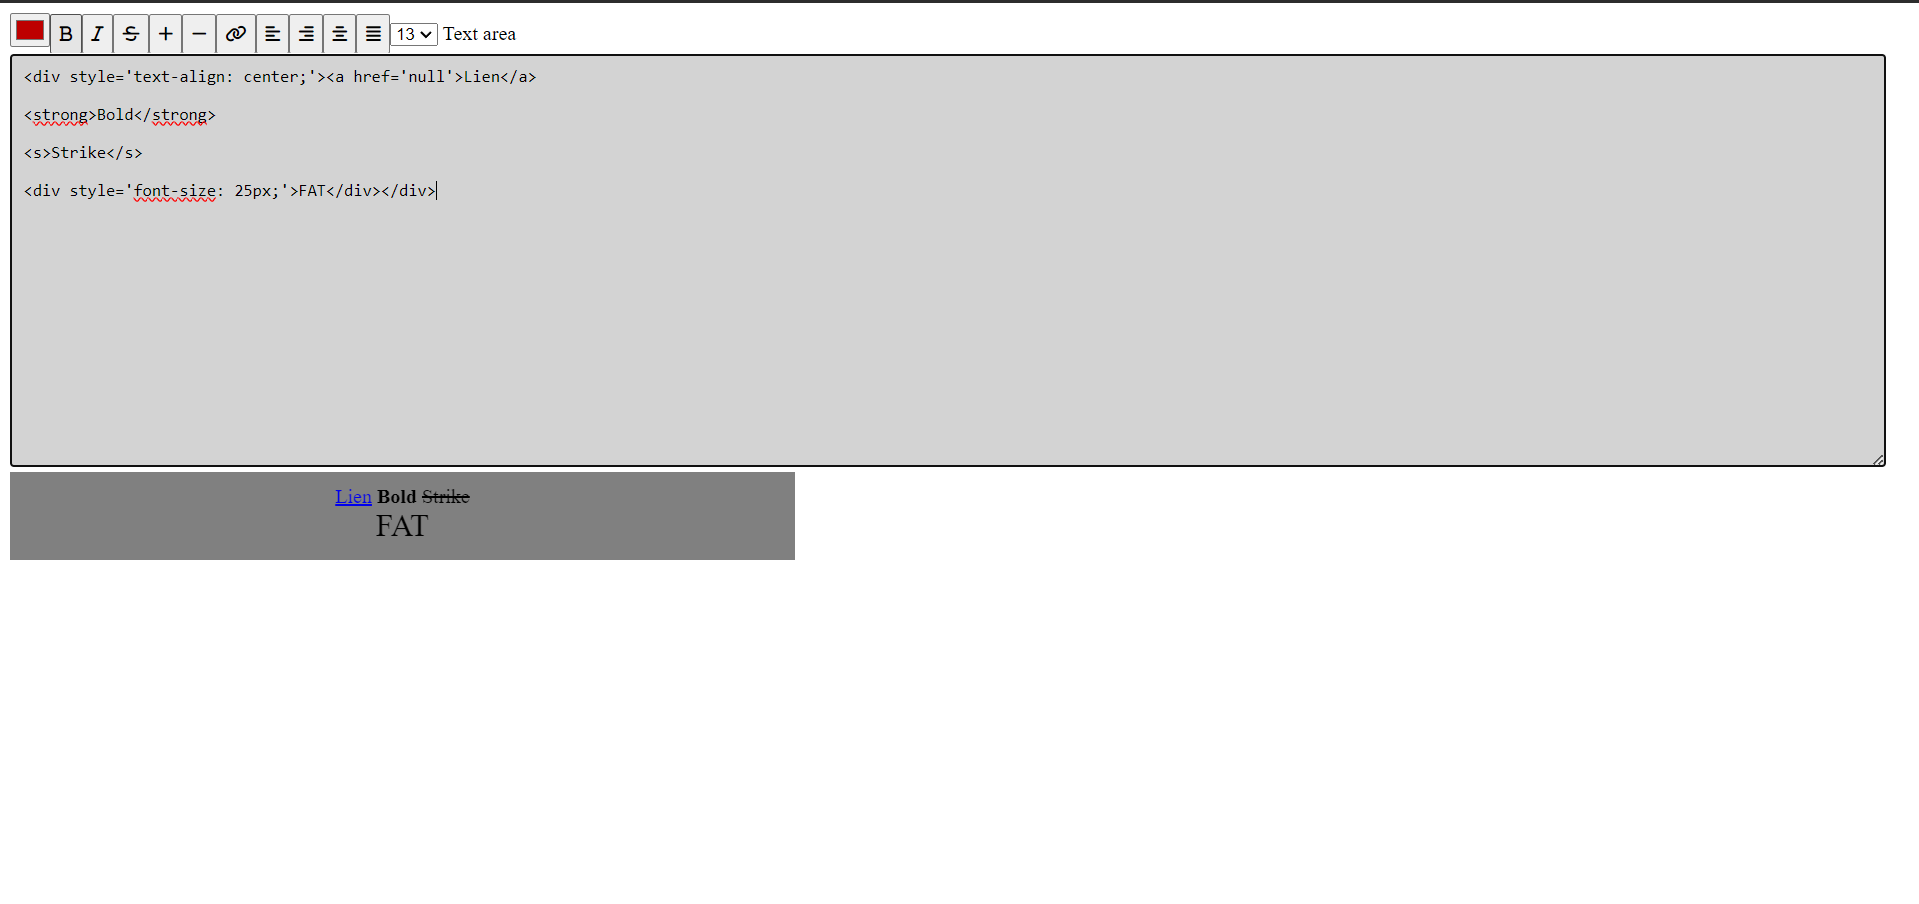 B I S + − 13 Text area
<div style='text-align: center;'><a href='null'>Lien</a>
<strong>Bold</strong>
<s>Strike</s>
<div style='font-size: 25px;'>FAT</div></div>
Lien Bold Strike
FAT